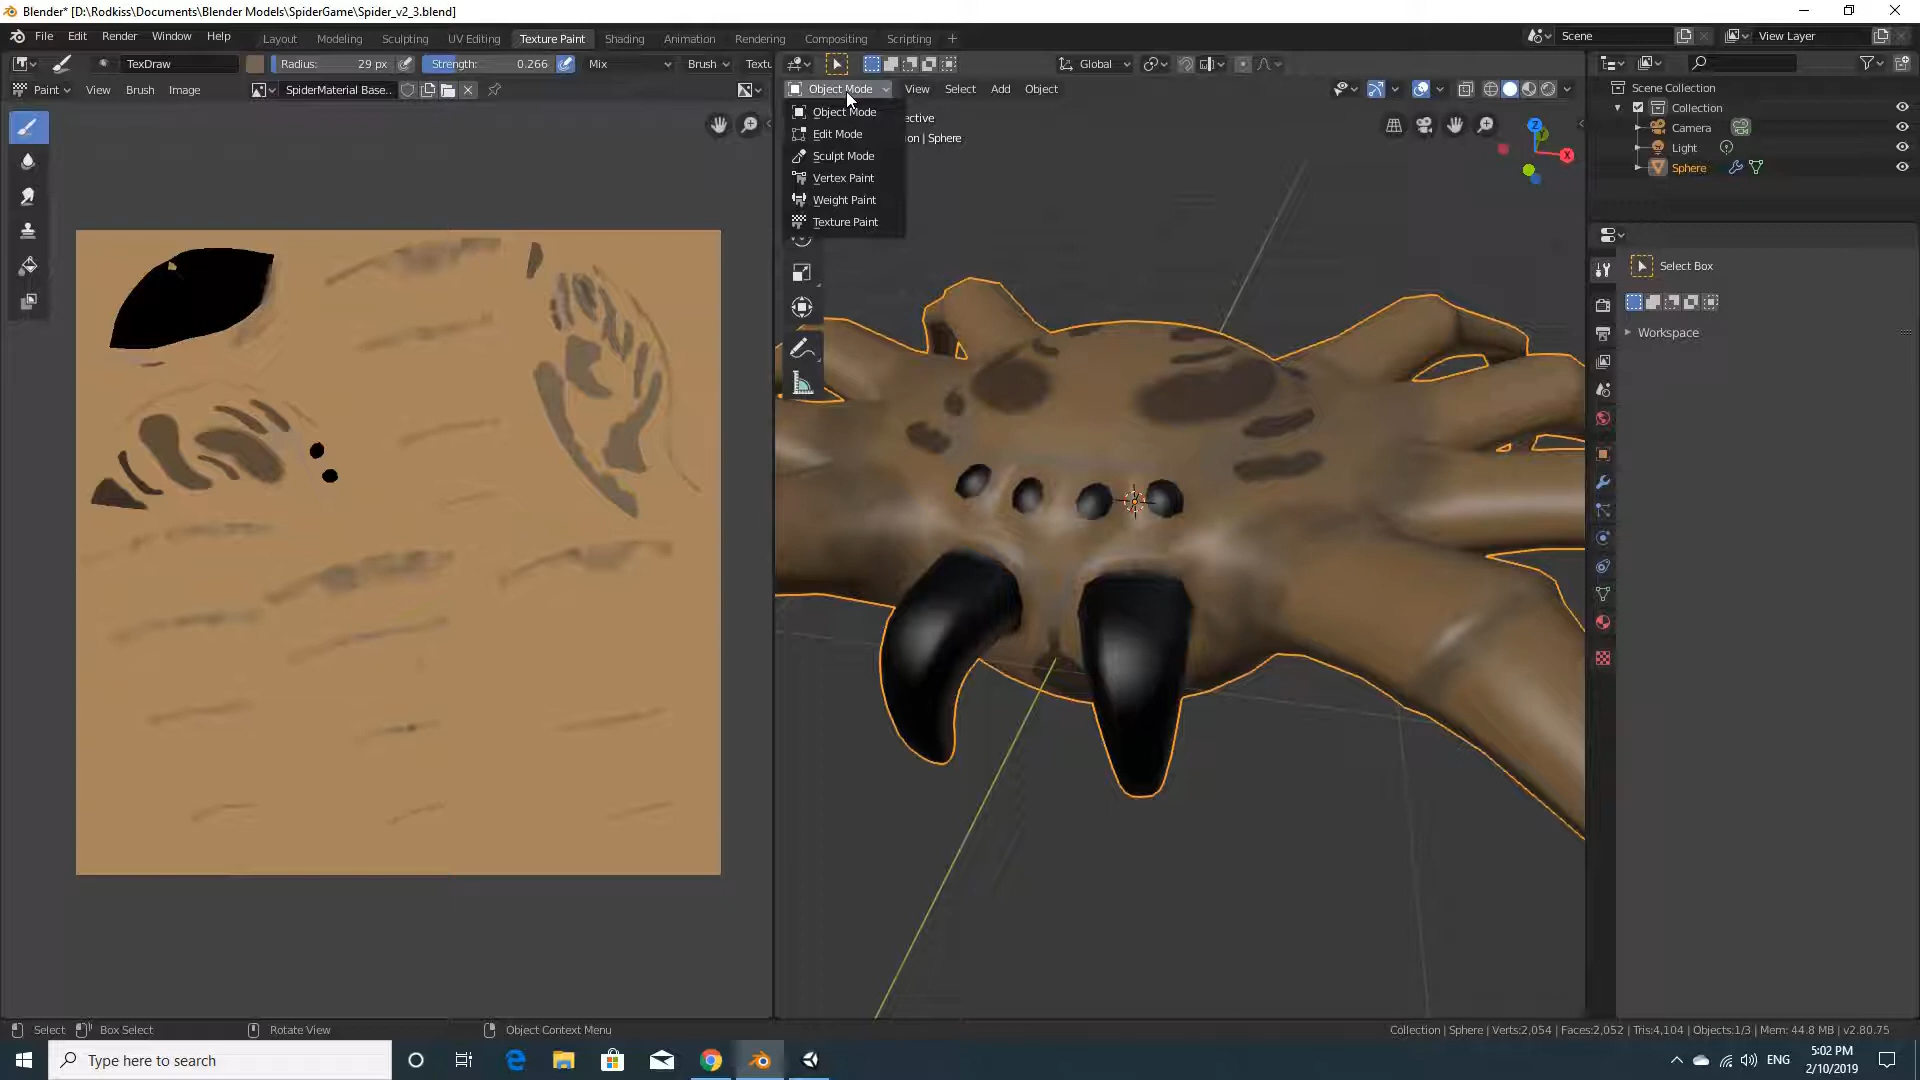 Blender* [D:\Rodkiss\Documents\Blender Models\SpiderGame\Spider_v2_3.blend]
File Edit Render Window Help
Layout Modeling Sculpting UV Editing Texture Paint Shading Animation Rendering Compositing Scripting
Scene
View Layer
TexDraw
Radius: 29 px
Strength: 0.266
Mix
Brush
Textu
Global
Paint View Brush Image
SpiderMaterial Base..
Object Mode
View Select Add Object
Object Mode
Edit Mode
Sculpt Mode
Vertex Paint
Weight Paint
Texture Paint
ective
on | Sphere
Z
Y
X
Scene Collection
Collection
Camera
Light
Sphere
Select Box
Workspace
Select
Box Select
Rotate View
Object Context Menu
Collection | Sphere | Verts:2,054 | Faces:2,052 | Tris:4,104 | Objects:1/3 | Mem: 44.8 MB | v2.80.75
Type here to search
ENG
5:02 PM
2/10/2019